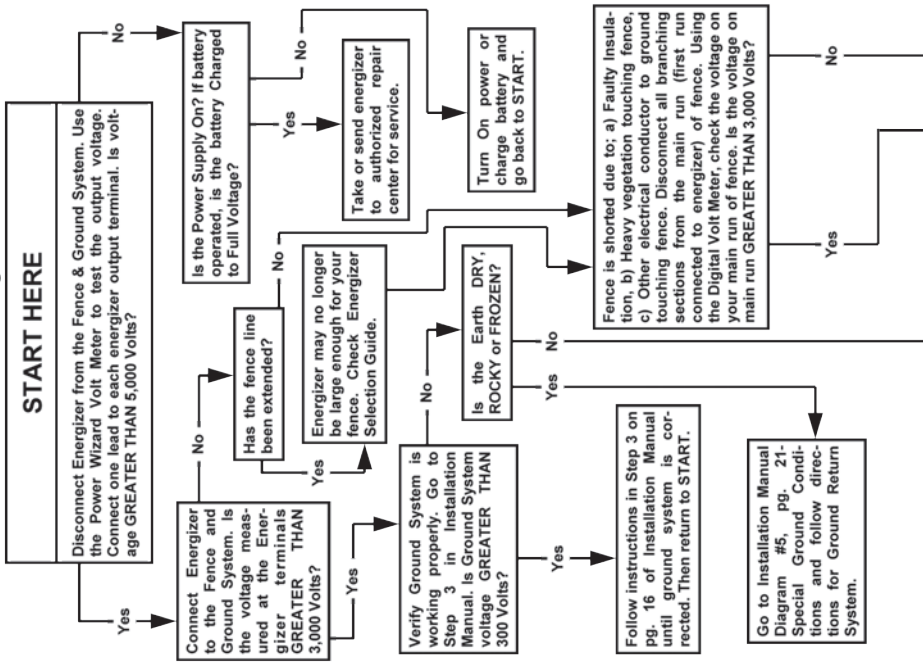 START HERE
Disconnect Energizer from the Fence & Ground System. Use
the Power Wizard Volt Meter to test the output voltage.
Connect one lead to each energizer output terminal. Is volt-
age GREATER THAN 5,000 Volts?
Yes
No
Connect Energizer
to the Fence and
Ground System. Is
the voltage meas-
ured at the Ener-
gizer terminals
GREATER THAN
3,000 Volts?
No
Yes
Is the Power Supply On? If battery
operated, is the battery Charged
to Full Voltage?
Yes
No
Has the fence line
been extended?
Yes
No
Take or send energizer
to authorized repair
center for service.
Turn On power or
charge battery and
go back to START.
Energizer may no longer
be large enough for your
fence. Check Energizer
Selection Guide.
Verify Ground System is
working properly. Go to
Step 3 in Installation
Manual. Is Ground System
voltage GREATER THAN
300 Volts?
No
Yes
Is the Earth DRY,
ROCKY or FROZEN?
Yes
No
Follow instructions in Step 3 on
pg. 16 of Installation Manual
until ground system is cor-
rected. Then return to START.
Go to Installation Manual
Diagram #5, pg. 21-
Special Ground Condi-
tions and follow direc-
tions for Ground Return
System.
Fence is shorted due to; a) Faulty Insula-
tion, b) Heavy vegetation touching fence,
c) Other electrical conductor to ground
touching fence. Disconnect all branching
sections from the main run (first run
connected to energizer) of fence. Using
the Digital Volt Meter, check the voltage on
your main run of fence. Is the voltage on
main run GREATER THAN 3,000 Volts?
Yes
No